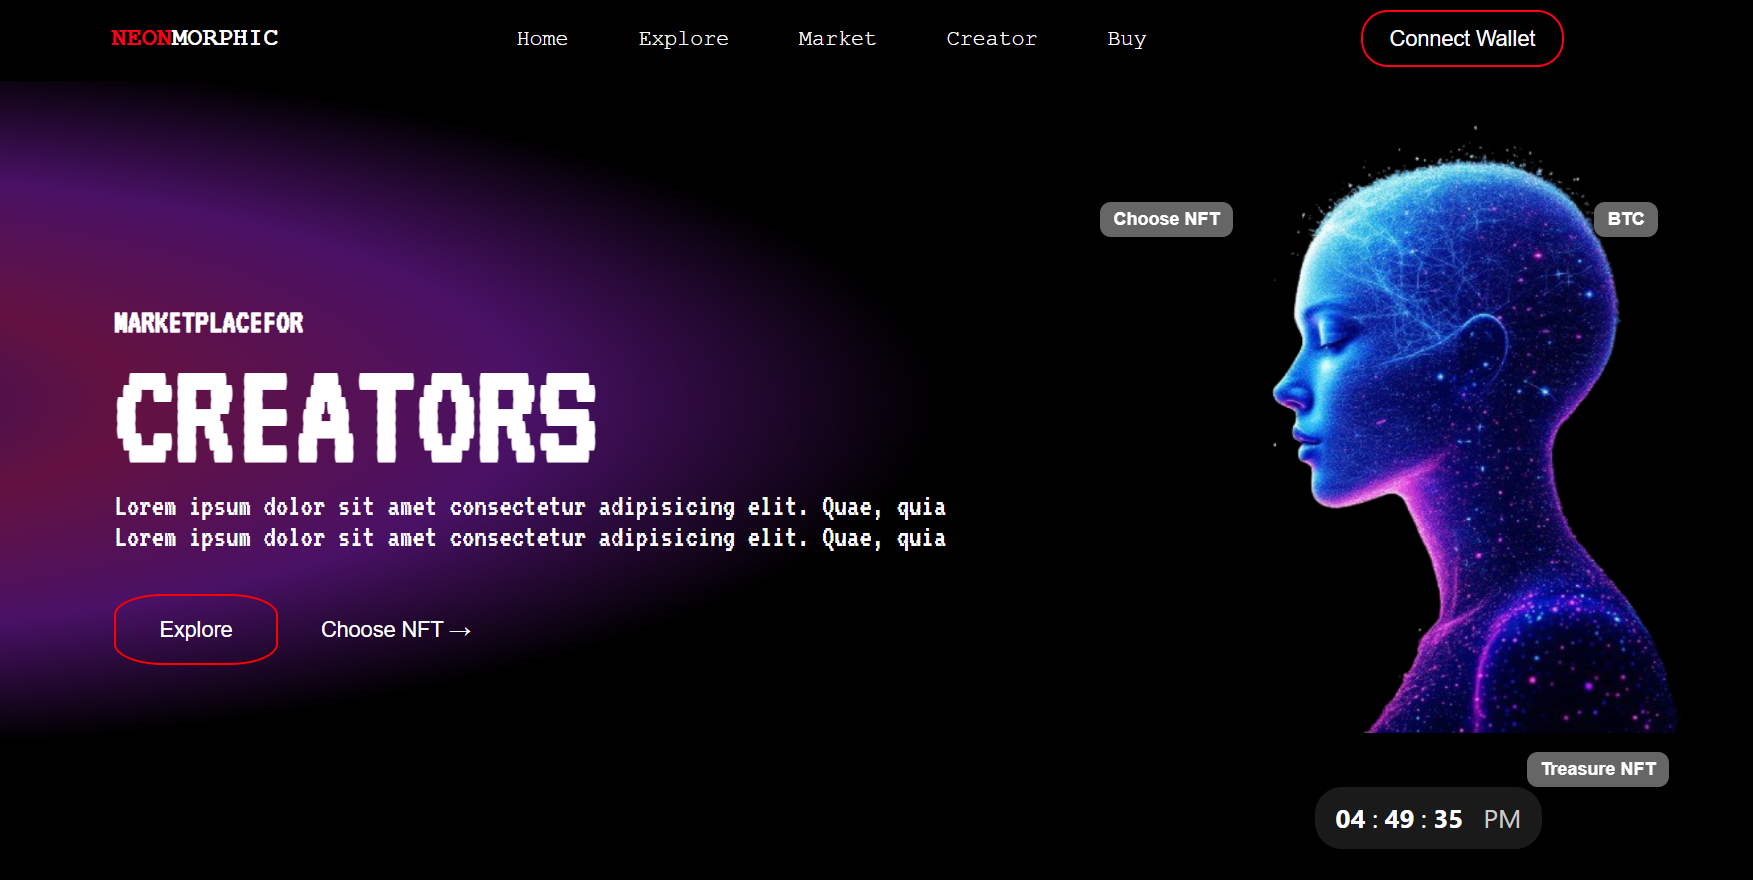 NEONMORPHIC
Home
Explore
Market
Creator
Buy
Connect Wallet
Choose NFT
BTC
MARKETPLACEFOR
CREATORS
Lorem ipsum dolor sit amet consectetur adipisicing elit. Quae, quia
Lorem ipsum dolor sit amet consectetur adipisicing elit. Quae, quia
Explore
Choose NFT →
Treasure NFT
04 : 49 : 35 PM